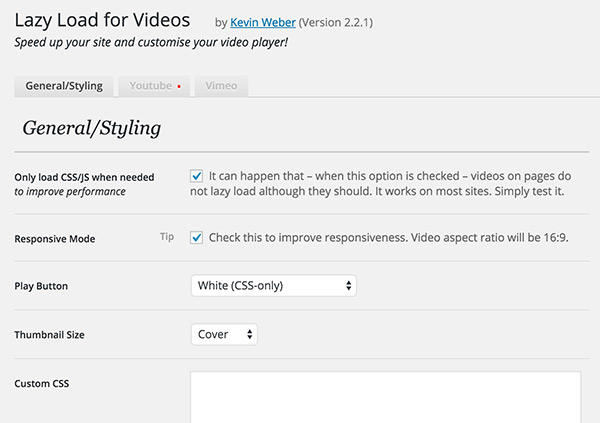 Lazy Load for Videos by Kevin Weber (Version 2.2.1)
Speed up your site and customise your video player!
General/Styling Youtube • Vimeo
General/Styling
Only load CSS/JS when needed
to improve performance
It can happen that – when this option is checked – videos on pages do
not lazy load although they should. It works on most sites. Simply test it.
Responsive Mode Tip Check this to improve responsiveness. Video aspect ratio will be 16:9.
Play Button White (CSS-only)
Thumbnail Size Cover
Custom CSS